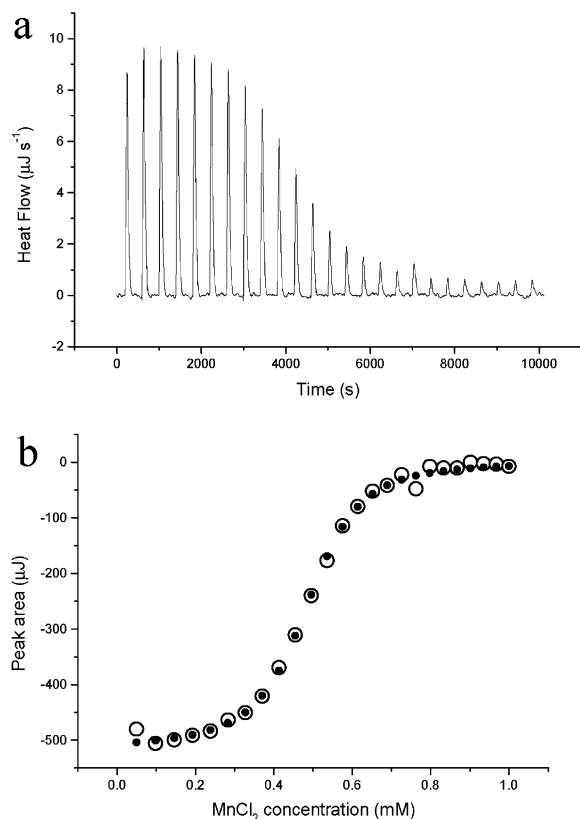 a
10
8
6
4
2
0
-2
Heat Flow (µJ s⁻¹)
0 2000 4000 6000 8000 10000
Time (s)
b
0
-100
-200
-300
-400
-500
Peak area (µJ)
0.0 0.2 0.4 0.6 0.8 1.0
MnCl₂ concentration (mM)